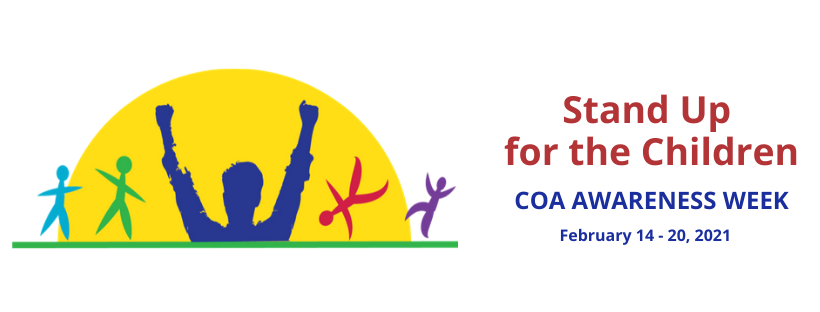 Stand Up
for the Children
COA AWARENESS WEEK
February 14 - 20, 2021